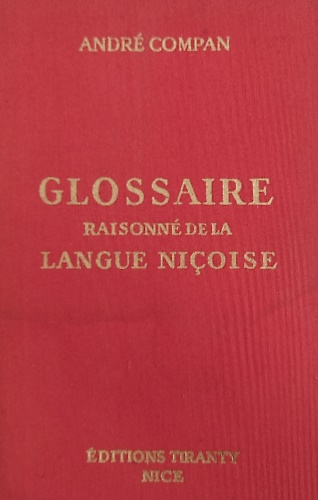 ANDRÉ COMPAN
GLOSSAIRE
RAISONNÉ DE LA
LANGUE NIÇOISE
ÉDITIONS TIRANTY
NICE